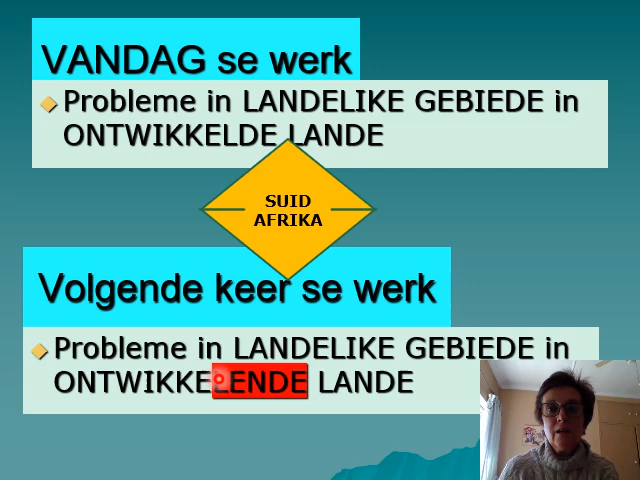 VANDAG se werk
Probleme in LANDELIKE GEBIEDE in
ONTWIKKELDE LANDE
SUID
AFRIKA
Volgende keer se werk
Probleme in LANDELIKE GEBIEDE in
ONTWIKKELENDE LANDE